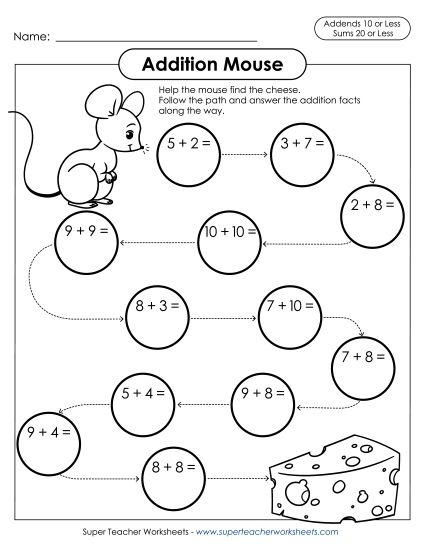 Addends 10 or Less
Sums 20 or Less
Name:
Addition Mouse
Help the mouse find the cheese.
Follow the path and answer the addition facts
along the way.
5 + 2 =
3 + 7 =
2 + 8 =
10 + 10 =
9 + 9 =
8 + 3 =
7 + 10 =
7 + 8 =
9 + 8 =
5 + 4 =
9 + 4 =
8 + 8 =
Super Teacher Worksheets - www.superteacherworksheets.com